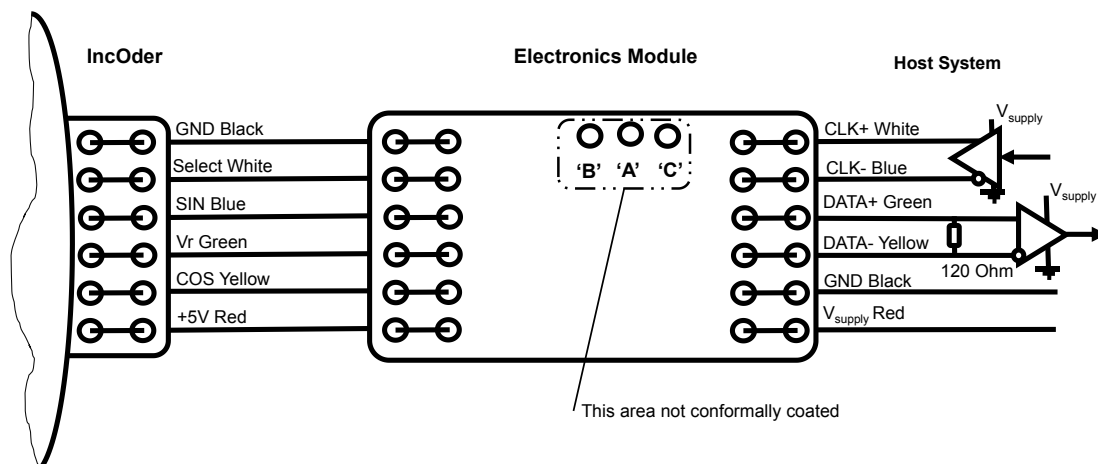 IncOder
Electronics Module
Host System
GND Black
Select White
SIN Blue
Vr Green
COS Yellow
+5V Red
‘B’ ‘A’ ‘C’
CLK+ White
CLK- Blue
DATA+ Green
DATA- Yellow
GND Black
Vsupply Red
Vsupply
Vsupply
120 Ohm
This area not conformally coated